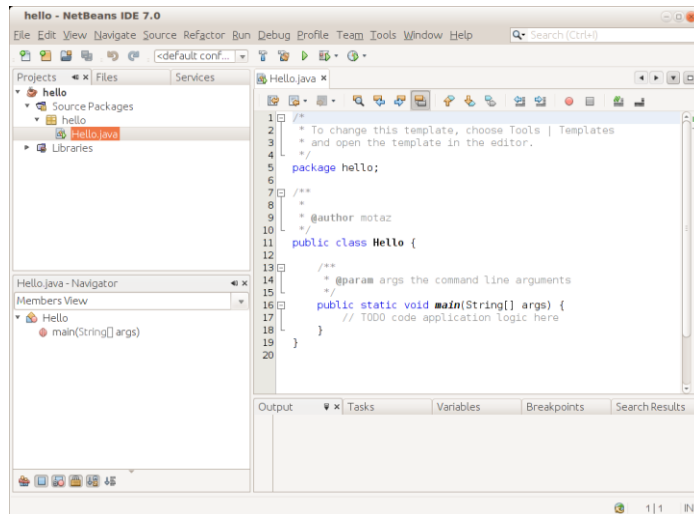 hello - NetBeans IDE 7.0
File Edit View Navigate Source Refactor Run Debug Profile Team Tools Window Help
Search (Ctrl+I)
<default conf...
Projects Files Services
hello
Source Packages
hello
Hello.java
Libraries
Hello.java - Navigator
Members View
Hello
main(String[] args)
Hello.java
1 /*
2 * To change this template, choose Tools | Templates
3 * and open the template in the editor.
4 */
5 package hello;
6
7 /**
8 *
9 * @author motaz
10 */
11 public class Hello {
12
13 /**
14 * @param args the command line arguments
15 */
16 public static void main(String[] args) {
17 // TODO code application logic here
18 }
19 }
20
Output Tasks Variables Breakpoints Search Results
1|1 IN